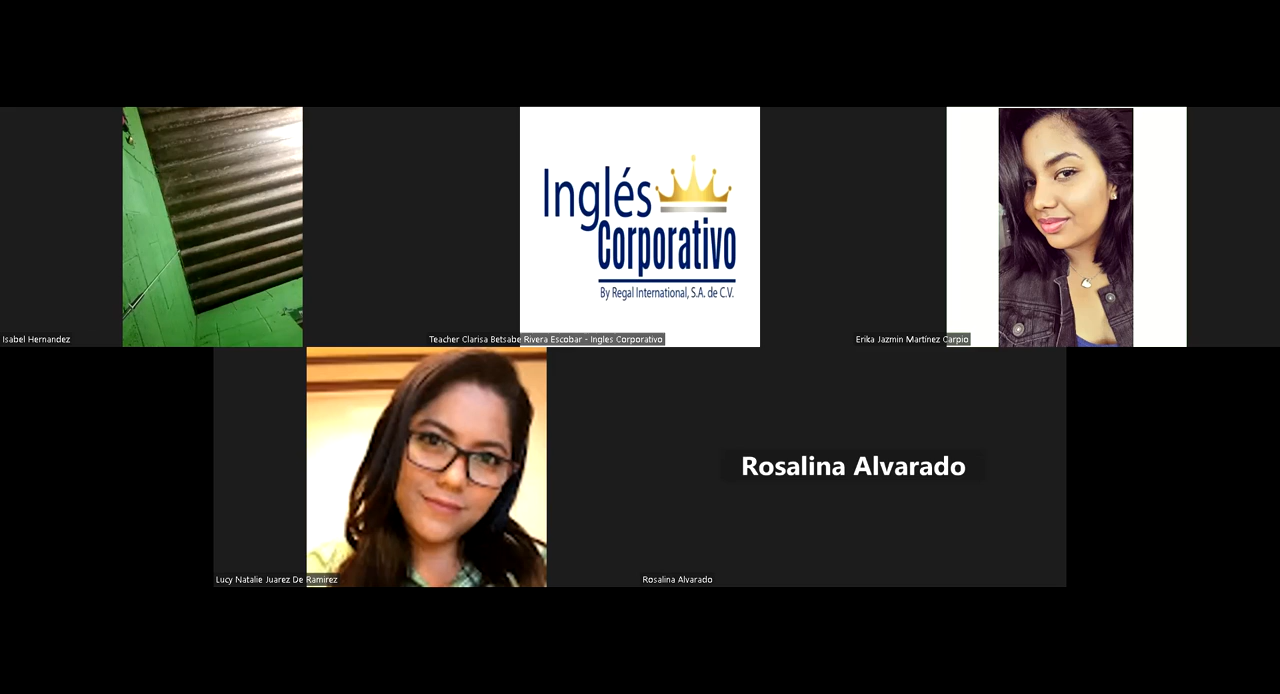 Inglés
Corporativo
By Regal International, S.A. de C.V.
Isabel Hernandez
Teacher Clarisa Betsabe Rivera Escobar - Ingles Corporativo
Erika Jazmin Martínez Carpio
Rosalina Alvarado
Lucy Natalie Juarez De Ramirez
Rosalina Alvarado